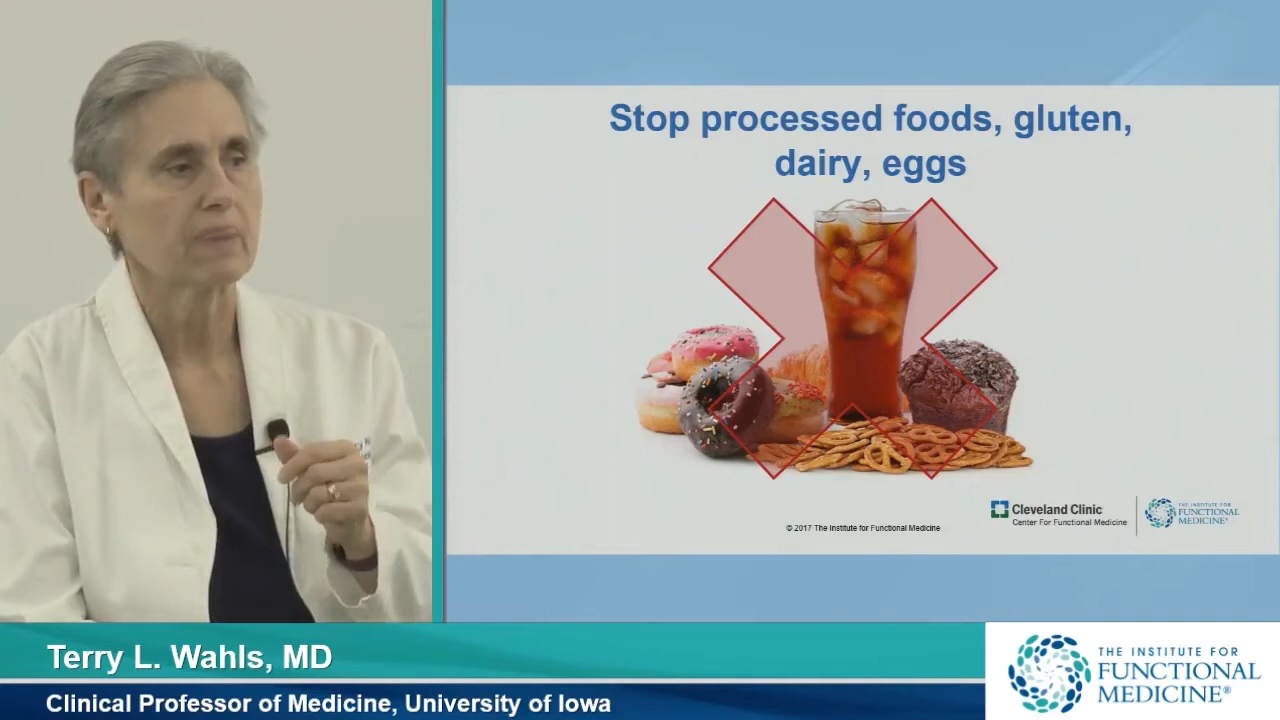 Stop processed foods, gluten,
dairy, eggs
Cleveland Clinic
Center For Functional Medicine
THE INSTITUTE FOR
FUNCTIONAL
MEDICINE®
© 2017 The Institute for Functional Medicine
Terry L. Wahls, MD
Clinical Professor of Medicine, University of Iowa
THE INSTITUTE FOR
FUNCTIONAL
MEDICINE®